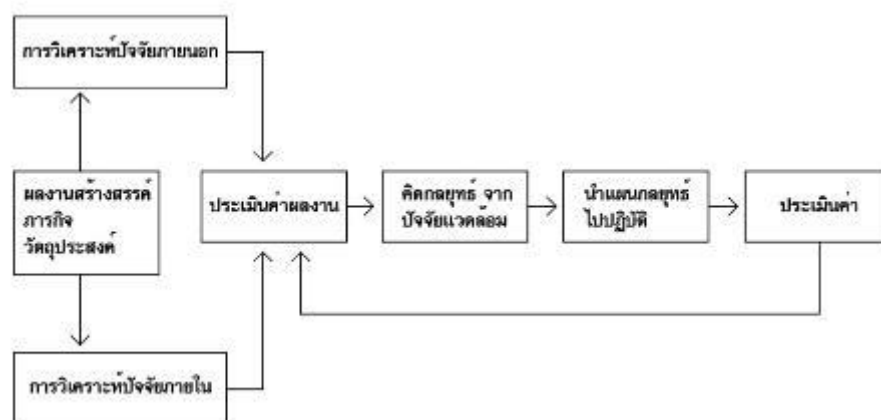 การวิเคราะห์ปัจจัยภายนอก
ผลงานสร้างสรรค์
ภารกิจ
วัตถุประสงค์
ประเมินค่าผลงาน
คิดกลยุทธ์ จาก
ปัจจัยแวดล้อม
นำแผนกลยุทธ์
ไปปฏิบัติ
ประเมินค่า
การวิเคราะห์ปัจจัยภายใน